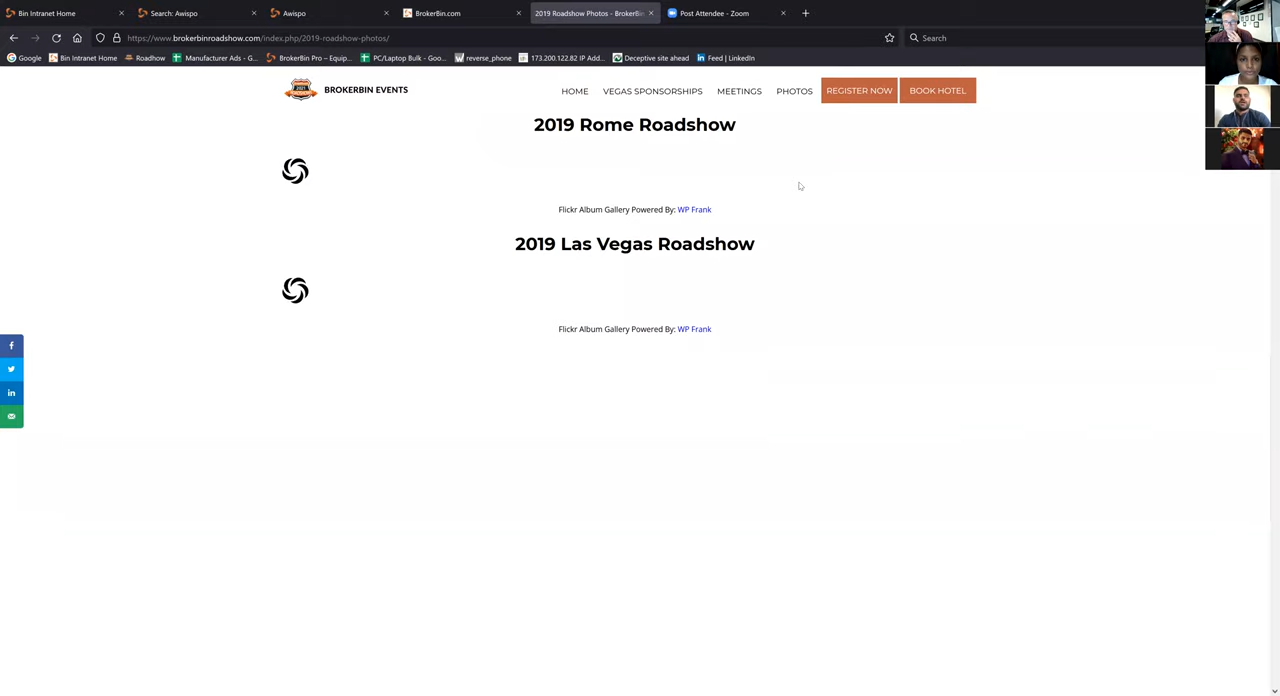 Bin Intranet Home
Search: Awispo
Awispo
BrokerBin.com
2019 Roadshow Photos - BrokerBin
Post Attendee - Zoom
https://www.brokerbinroadshow.com/index.php/2019-roadshow-photos/
Search
Google
Bin Intranet Home
Roadhow
Manufacturer Ads - G...
BrokerBin Pro – Equip...
PC/Laptop Bulk - Goo...
reverse_phone
173.200.122.82 IP Add...
Deceptive site ahead
Feed | LinkedIn
2021
BROKERBIN EVENTS
HOME
VEGAS SPONSORSHIPS
MEETINGS
PHOTOS
REGISTER NOW
BOOK HOTEL
2019 Rome Roadshow
Flickr Album Gallery Powered By: WP Frank
2019 Las Vegas Roadshow
Flickr Album Gallery Powered By: WP Frank